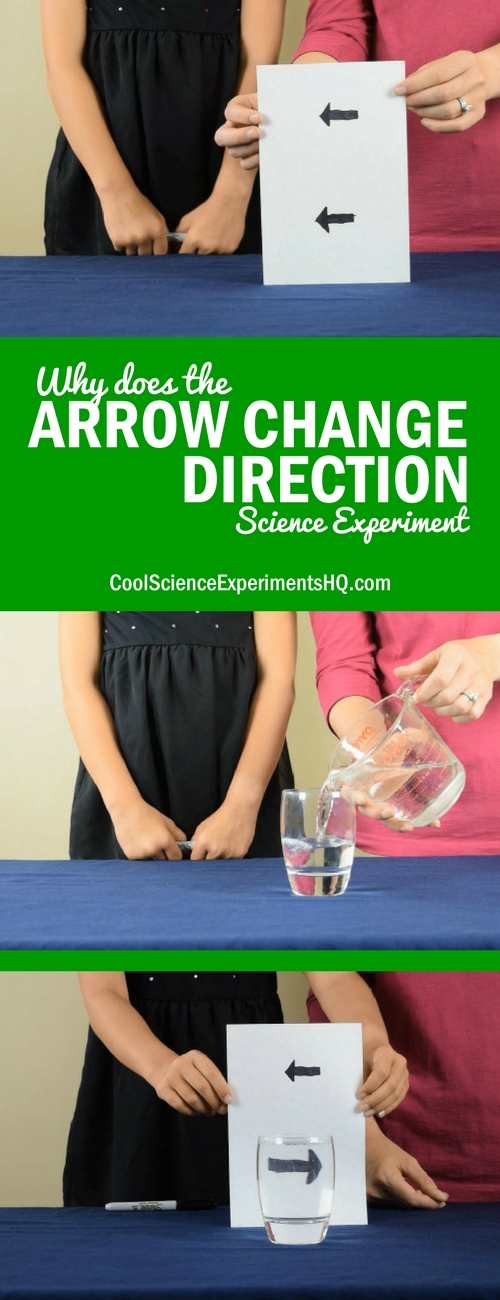 Why does the
ARROW CHANGE
DIRECTION
Science Experiment
CoolScienceExperimentsHQ.com